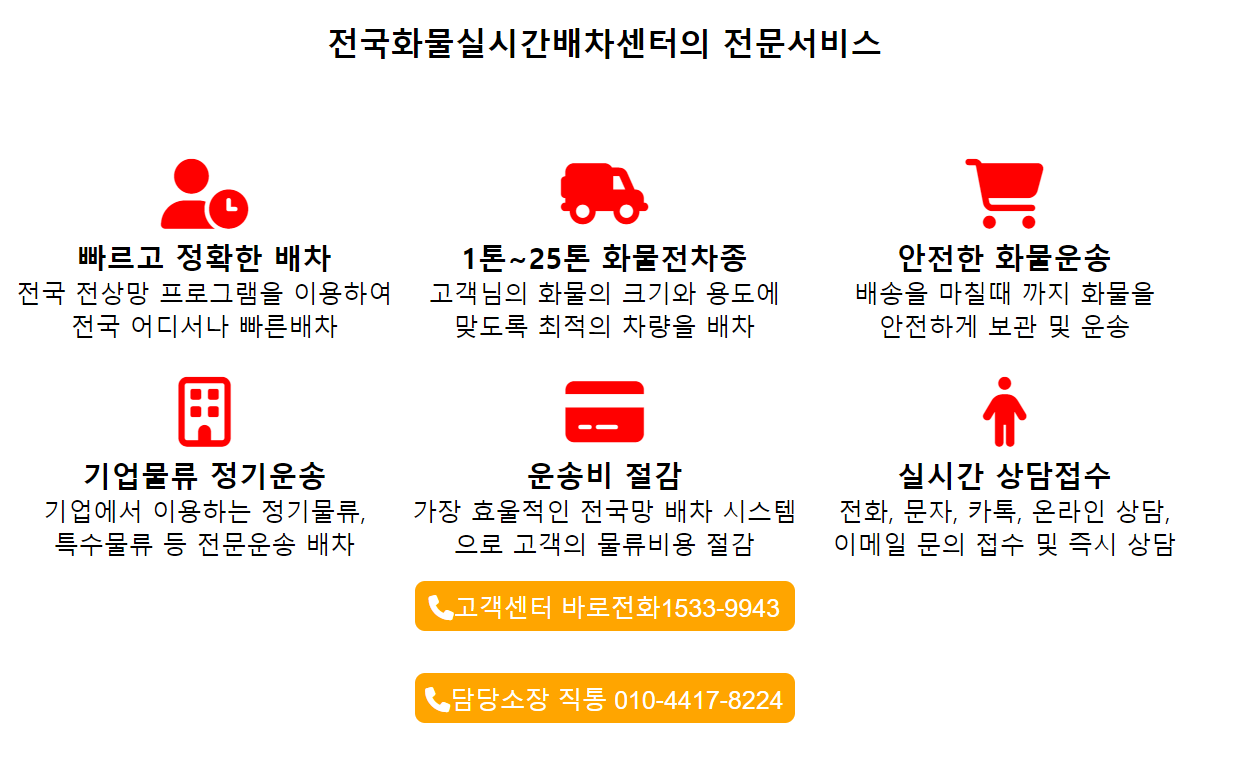 전국화물실시간배차센터의 전문서비스
빠르고 정확한 배차
전국 전상망 프로그램을 이용하여
전국 어디서나 빠른배차
1톤~25톤 화물전차종
고객님의 화물의 크기와 용도에
맞도록 최적의 차량을 배차
안전한 화물운송
배송을 마칠때 까지 화물을
안전하게 보관 및 운송
기업물류 정기운송
기업에서 이용하는 정기물류,
특수물류 등 전문운송 배차
운송비 절감
가장 효율적인 전국망 배차 시스템
으로 고객의 물류비용 절감
실시간 상담접수
전화, 문자, 카톡, 온라인 상담,
이메일 문의 접수 및 즉시 상담
고객센터 바로전화1533-9943
담당소장 직통 010-4417-8224